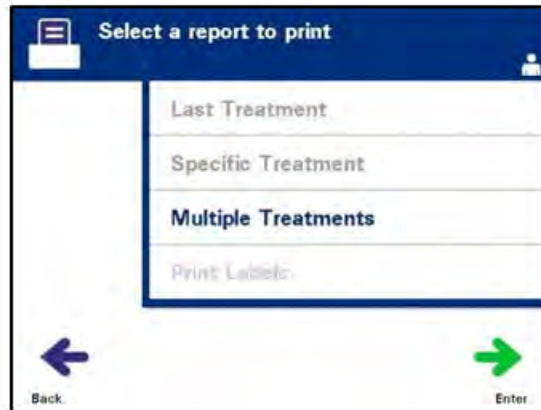 Select a report to print
Last Treatment
Specific Treatment
Multiple Treatments
Print Labels
Back
Enter